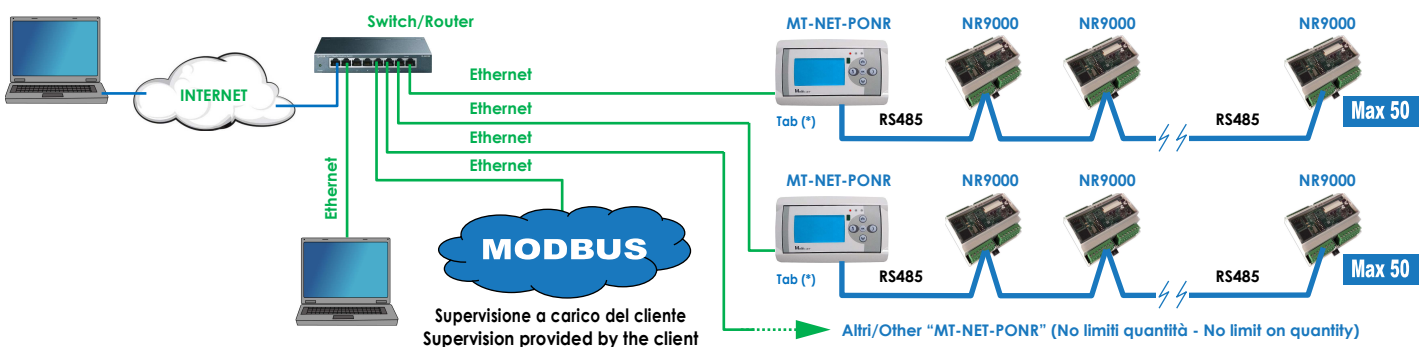 Switch/Router
MT-NET-PONR
NR9000
NR9000
NR9000
INTERNET
Ethernet
Ethernet
Ethernet
Ethernet
Tab (*)
RS485
RS485
Max 50
Ethernet
MT-NET-PONR
NR9000
NR9000
NR9000
MODBUS
Tab (*)
RS485
RS485
Max 50
Supervisione a carico del cliente
Supervision provided by the client
Altri/Other “MT-NET-PONR” (No limiti quantità - No limit on quantity)